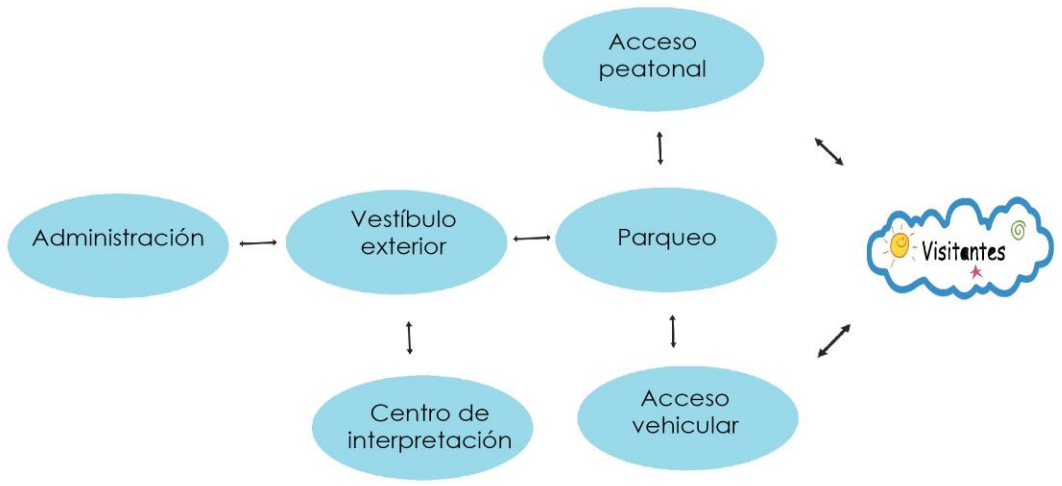 Acceso
peatonal
Administración
Vestíbulo
exterior
Parqueo
Visitantes
Centro de
interpretación
Acceso
vehicular